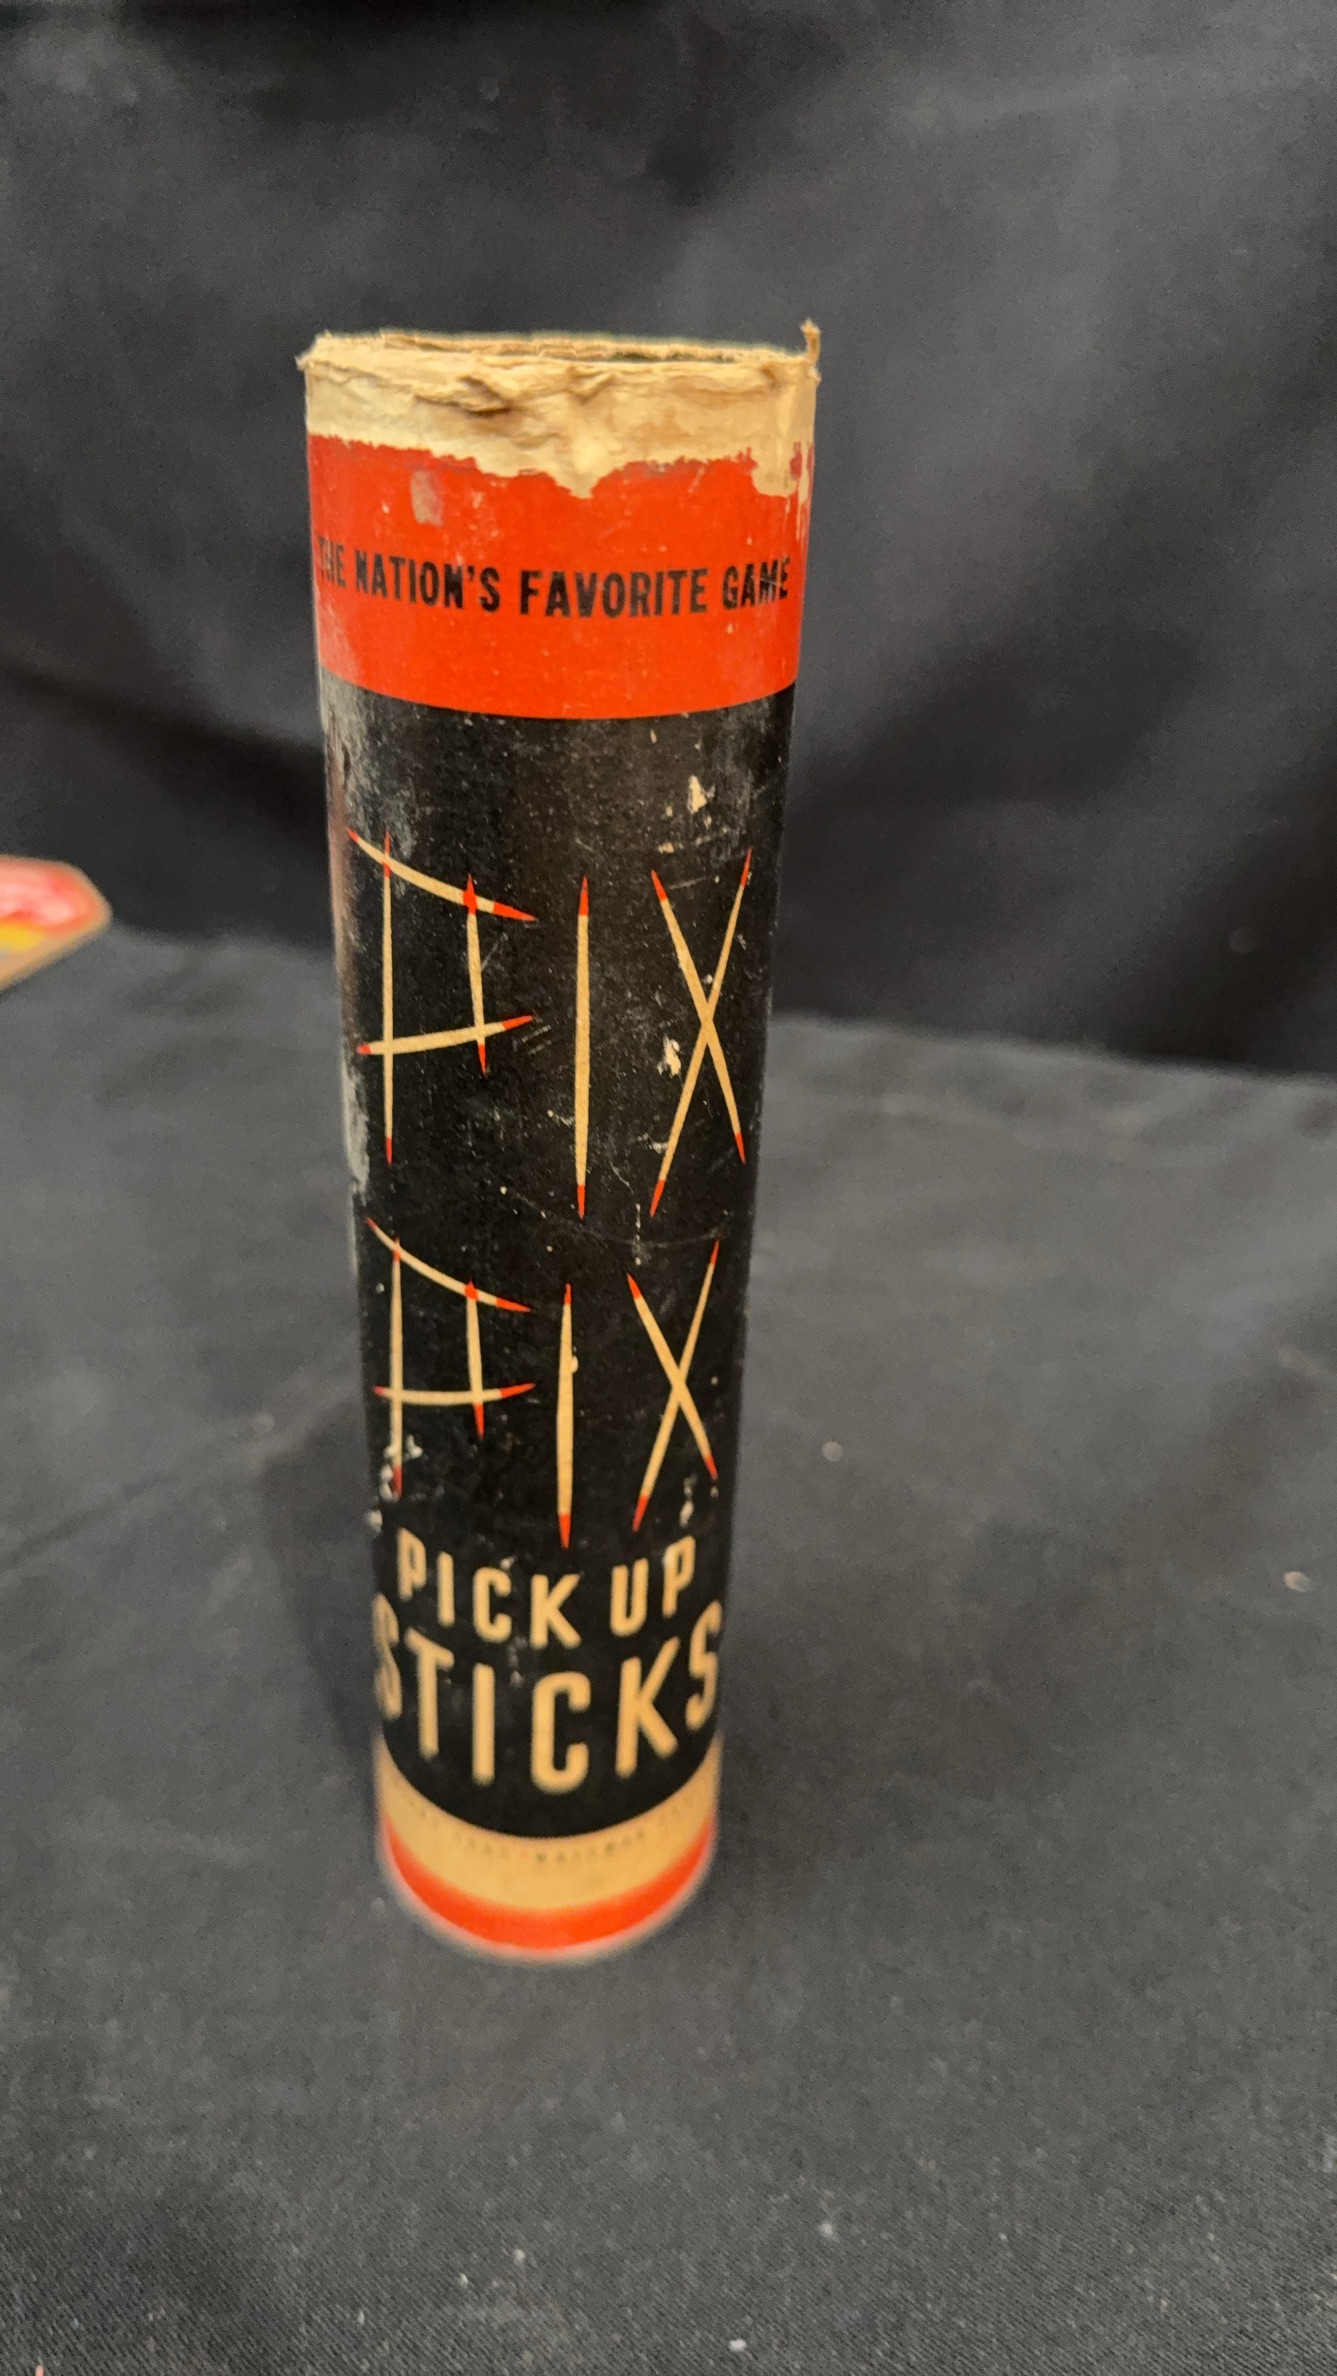 THE NATION'S FAVORITE GAME
PIX
PIX
PICK UP
STICKS